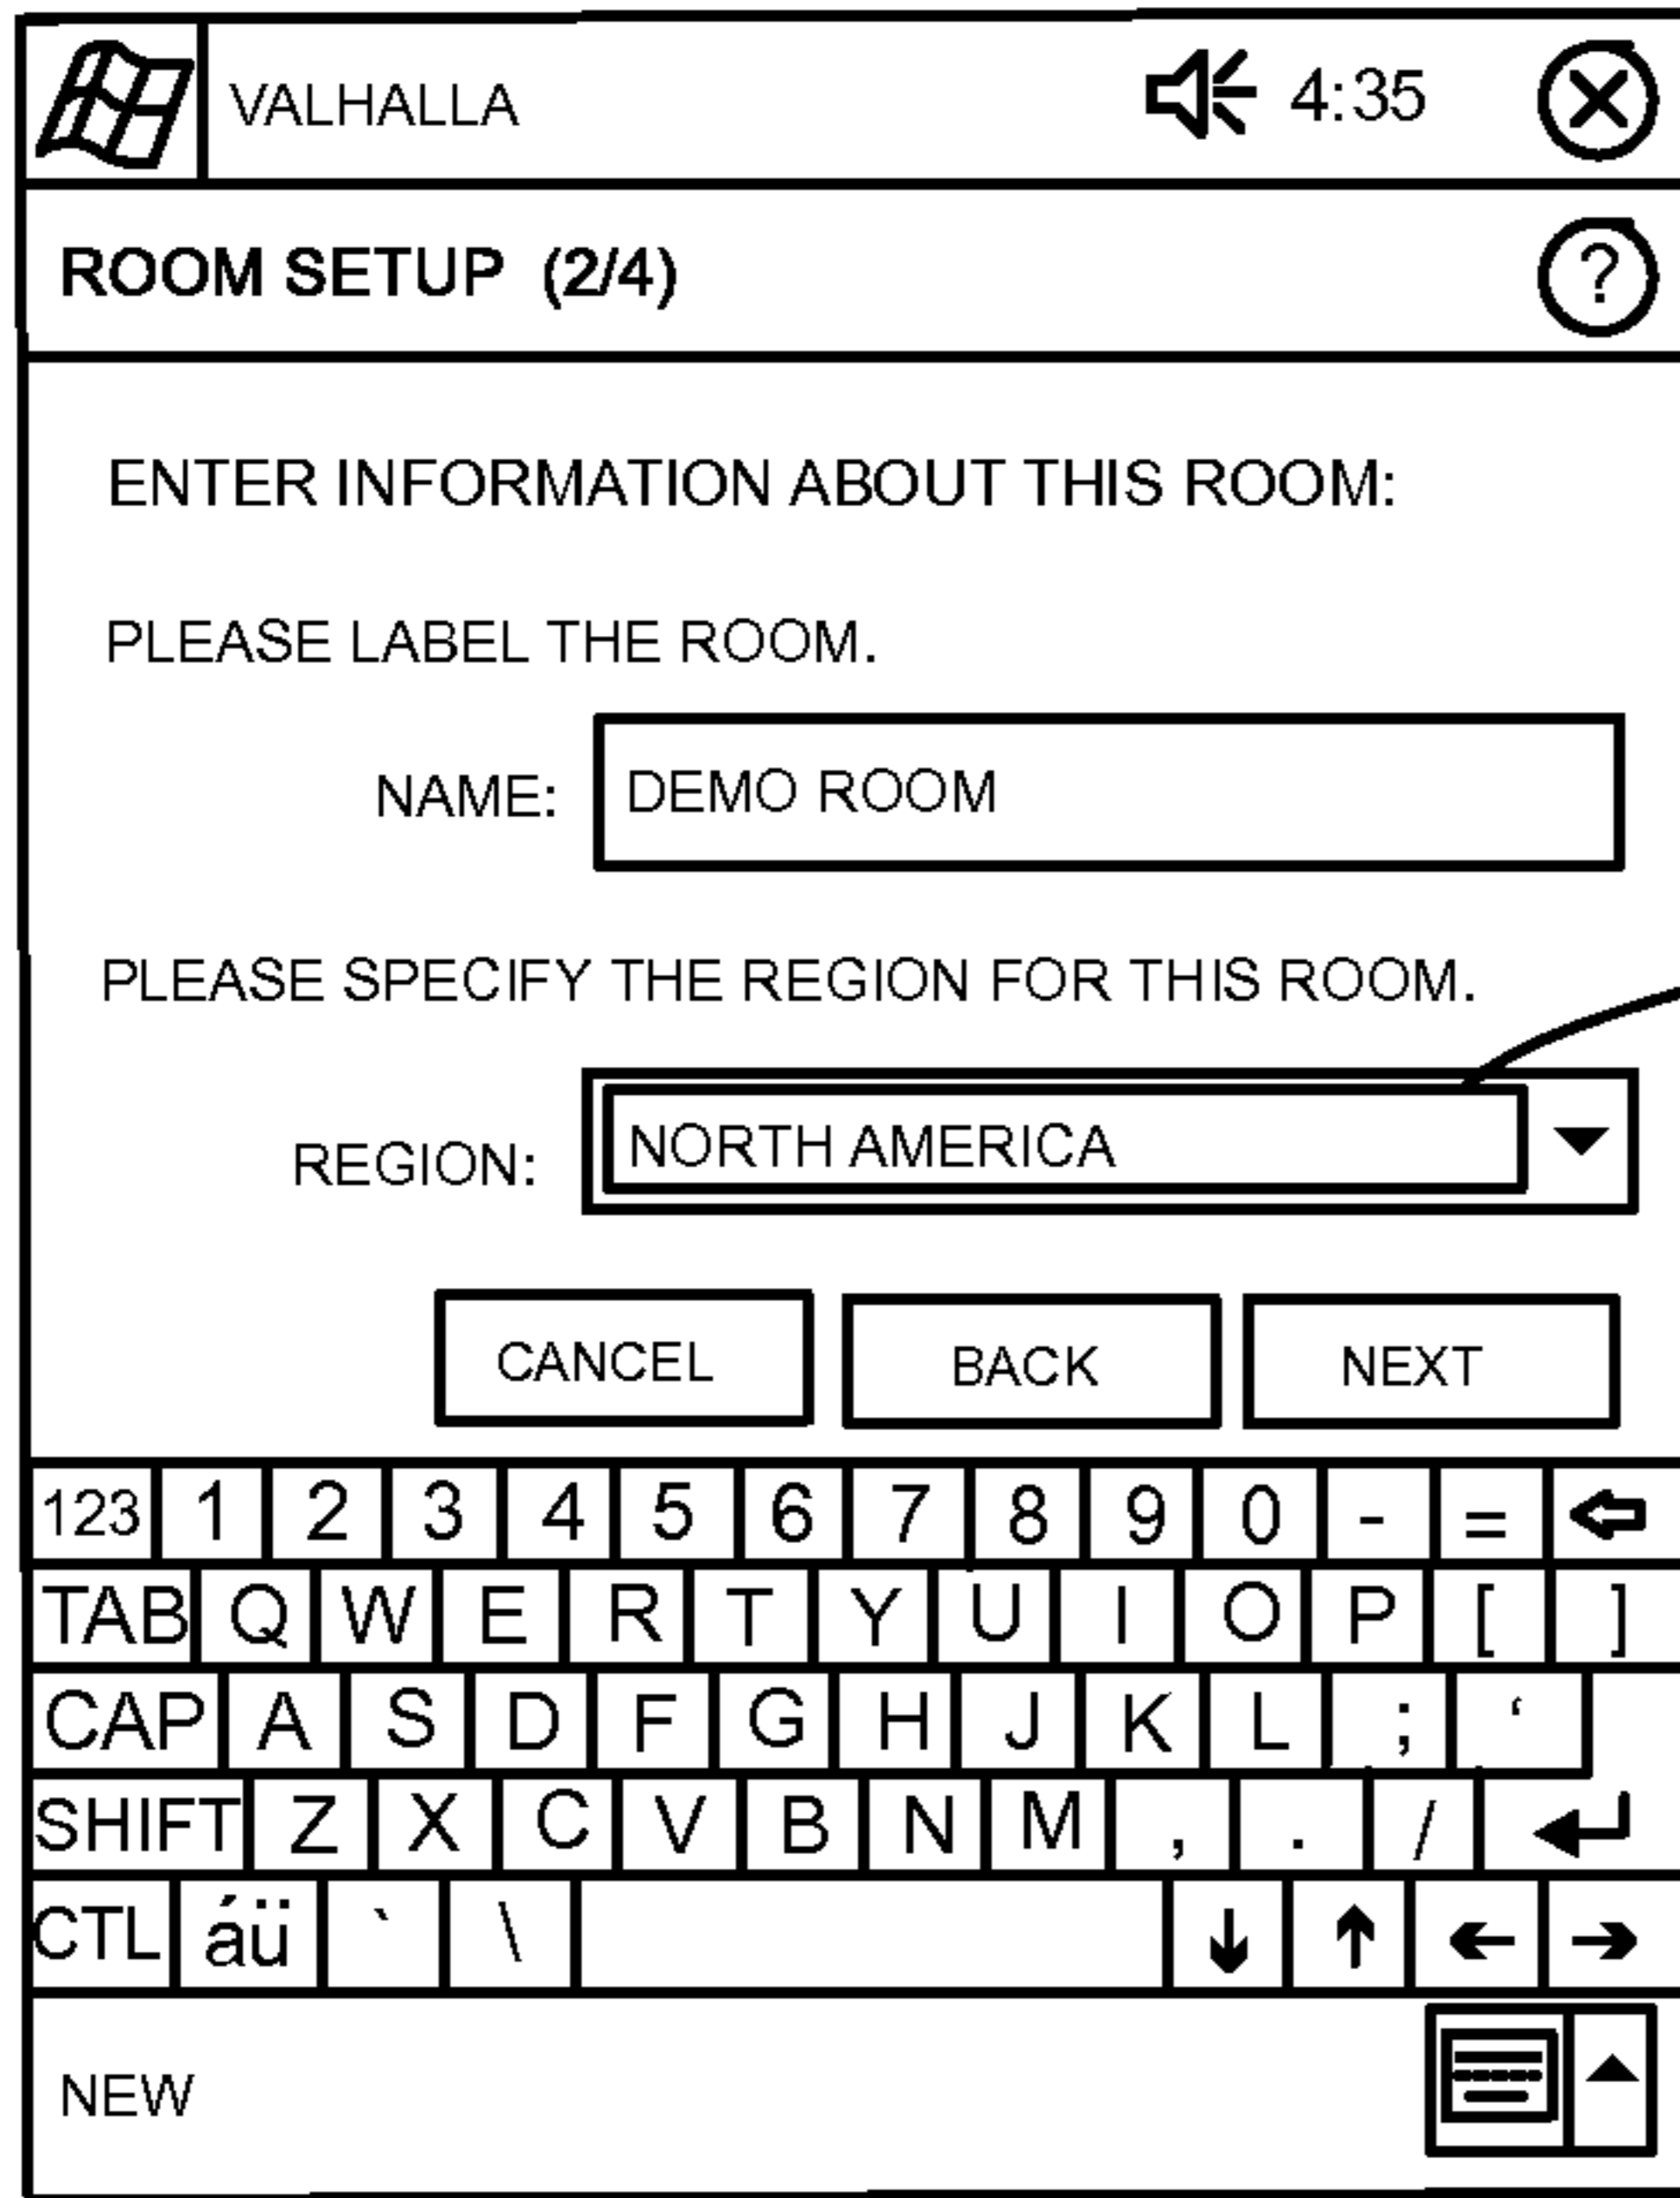 VALHALLA 4:35
ROOM SETUP (2/4) ?
ENTER INFORMATION ABOUT THIS ROOM:
PLEASE LABEL THE ROOM.
NAME: DEMO ROOM
PLEASE SPECIFY THE REGION FOR THIS ROOM.
REGION: NORTH AMERICA
CANCEL BACK NEXT
123 1 2 3 4 5 6 7 8 9 0 - =
TAB Q W E R T Y U I O P [ ]
CAP A S D F G H J K L ; ‘
SHIFT Z X C V B N M , . /
CTL áü ` \
NEW